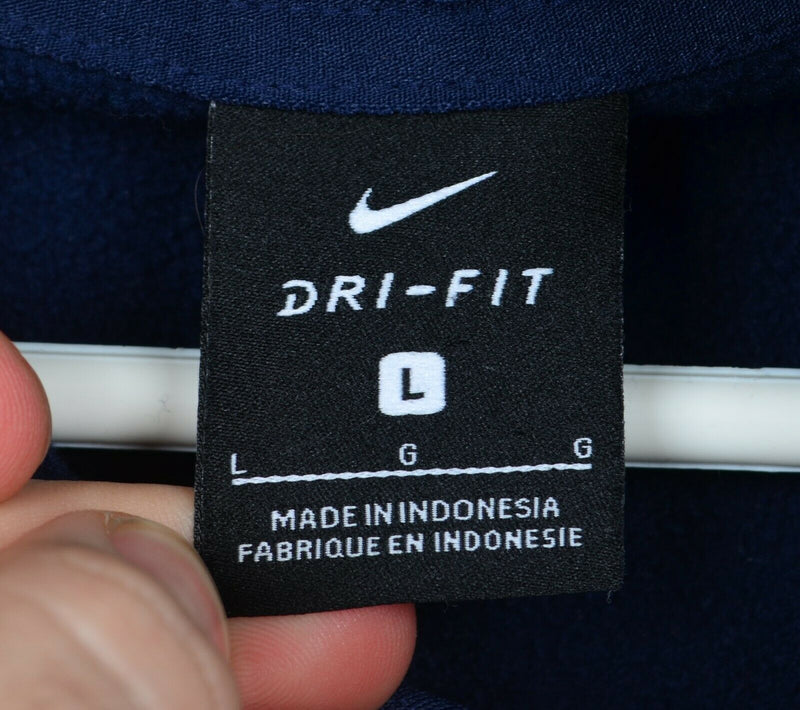 DRI-FIT
L
L G G
MADE IN INDONESIA
FABRIQUE EN INDONESIE